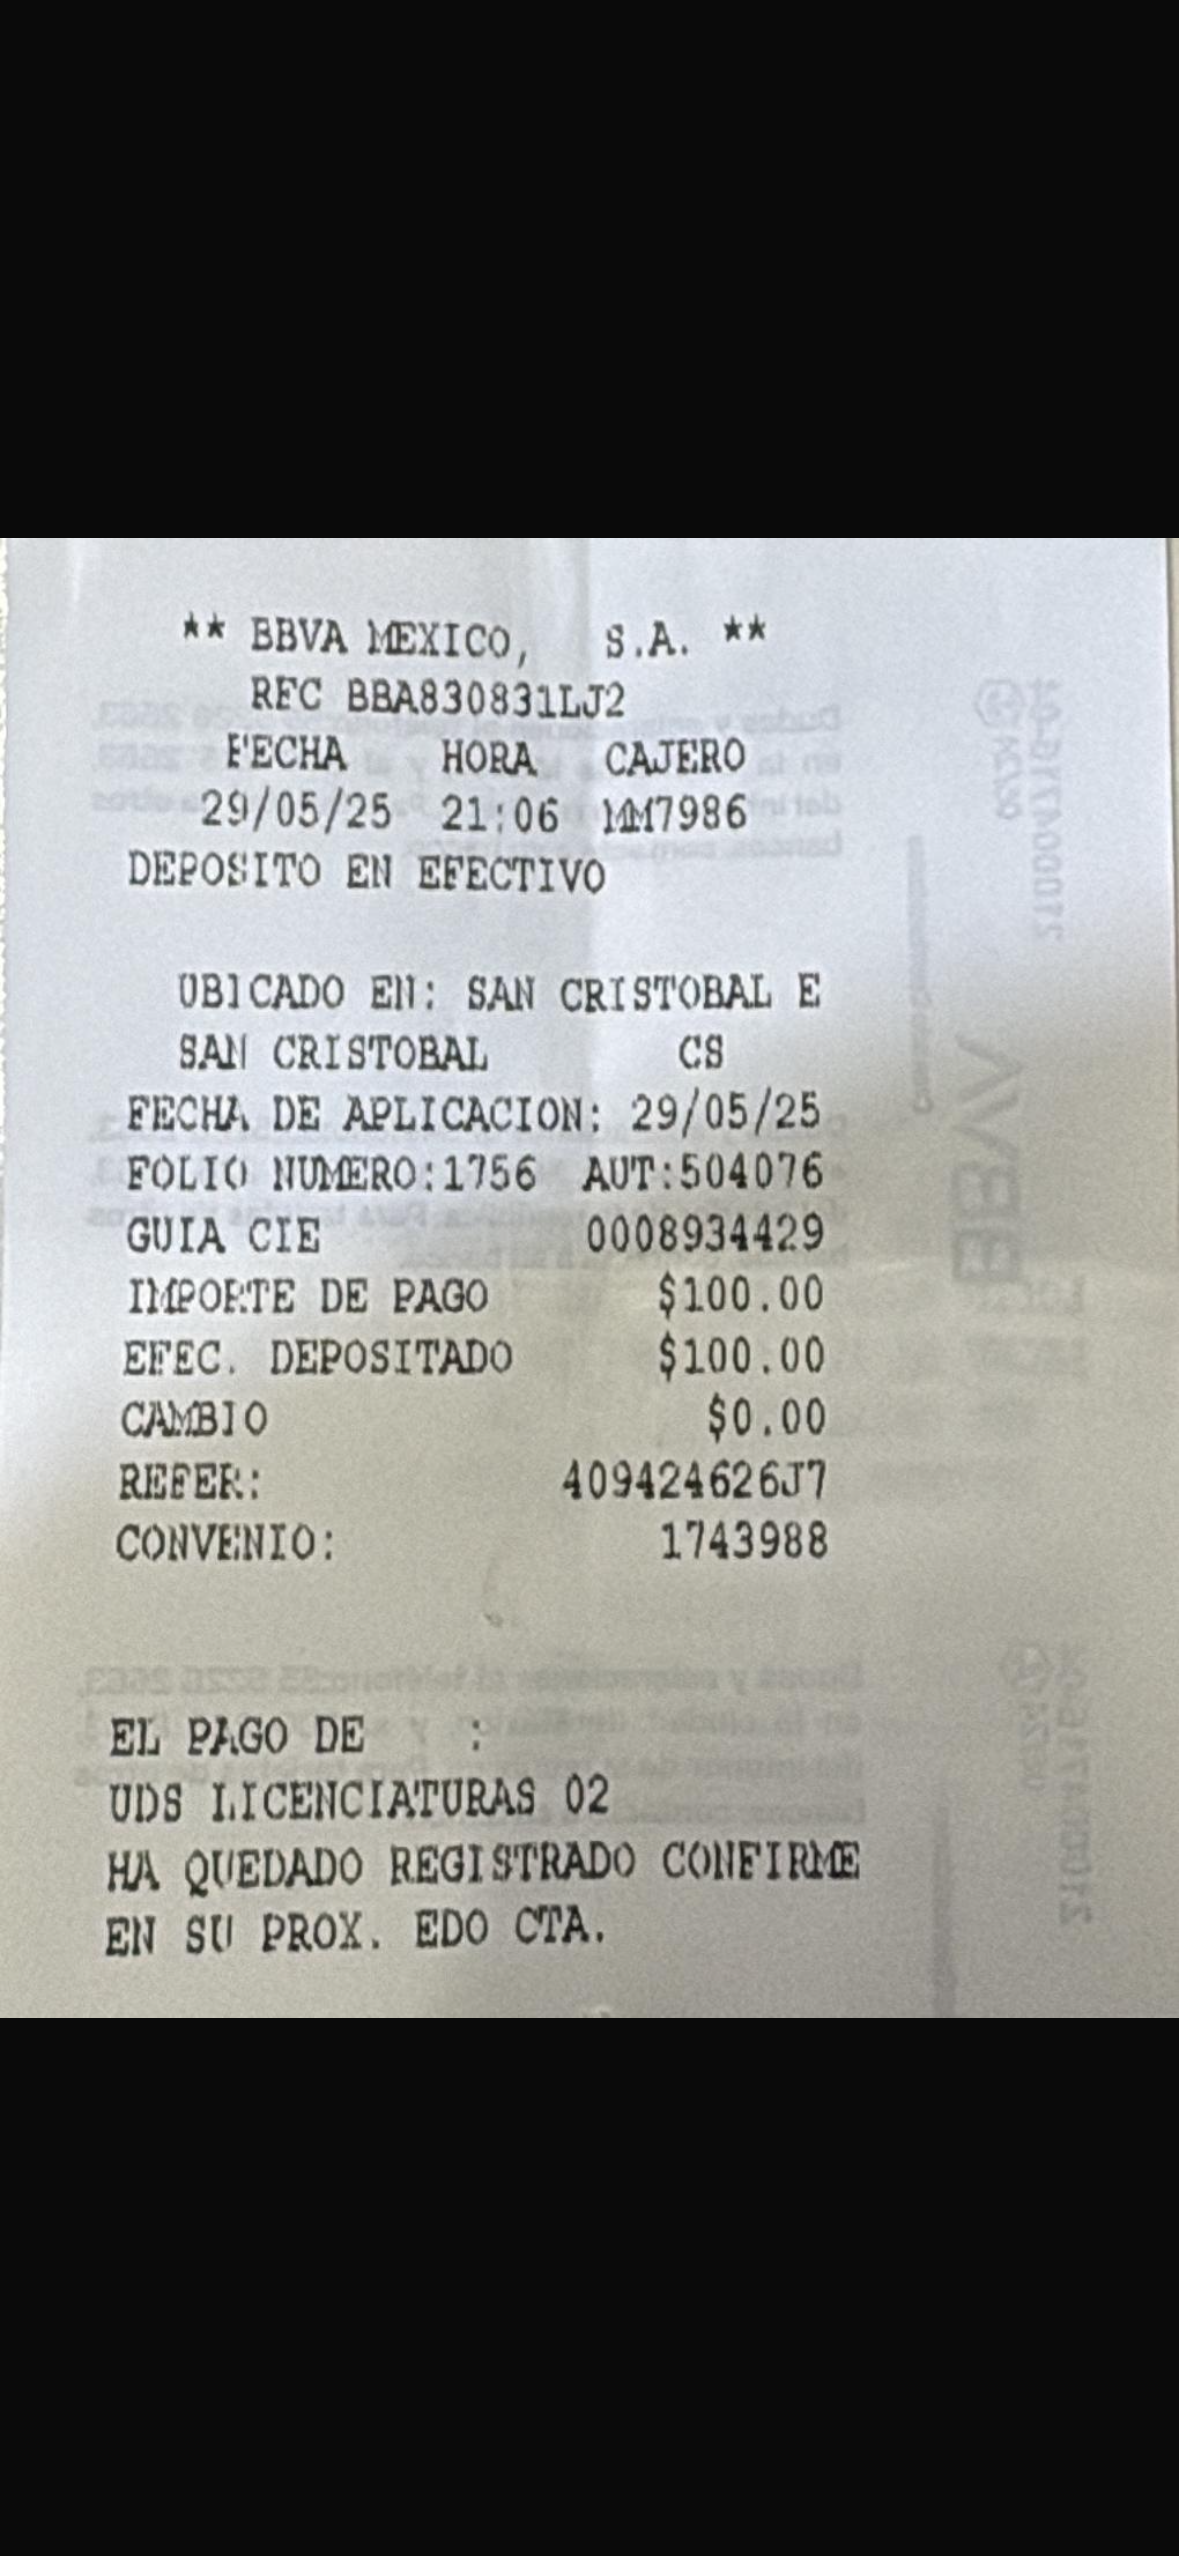 ** BBVA MEXICO, S.A. **
RFC BBA830831LJ2
FECHA HORA CAJERO
29/05/25 21:06 MM7986
DEPOSITO EN EFECTIVO
UBICADO EN: SAN CRISTOBAL E
SAN CRISTOBAL CS
FECHA DE APLICACION: 29/05/25
FOLIO NUMERO:1756 AUT:504076
GUIA CIE 0008934429
IMPORTE DE PAGO $100.00
EFEC. DEPOSITADO $100.00
CAMBIO $0.00
REFER: 409424626J7
CONVENIO: 1743988
EL PAGO DE :
UDS LICENCIATURAS 02
HA QUEDADO REGISTRADO CONFIRME
EN SU PROX. EDO CTA.
BBVA